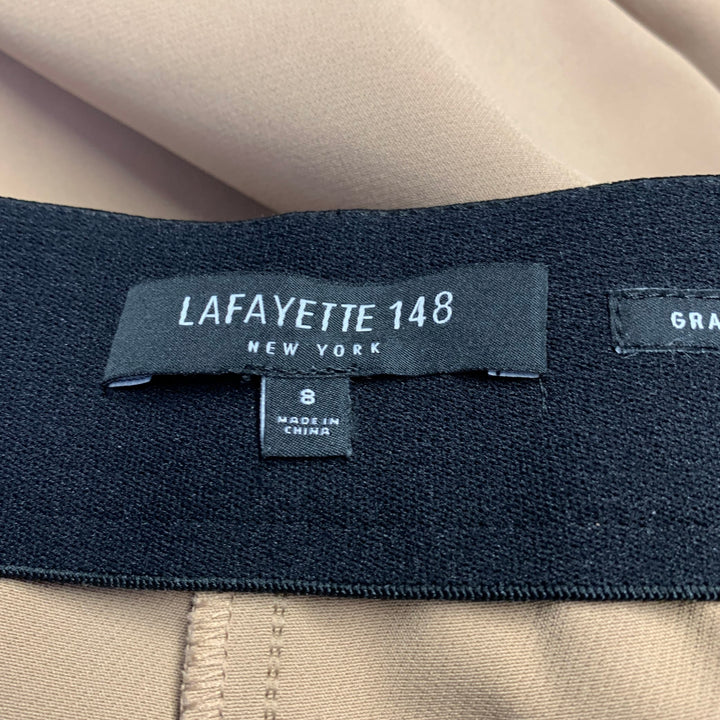 LAFAYETTE 148
NEW YORK
8
MADE IN
CHINA
GRA